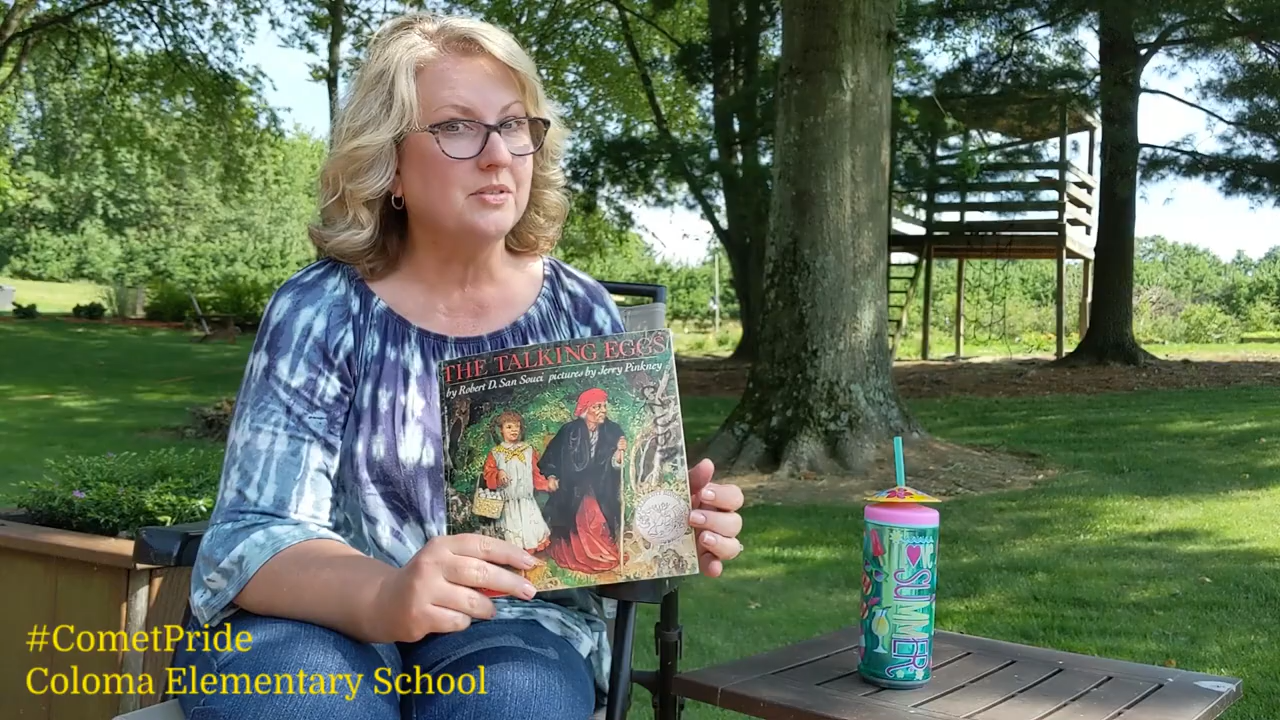 THE TALKING EGGS
by Robert D. San Souci pictures by Jerry Pinkney
SUMMER
#CometPride
Coloma Elementary School